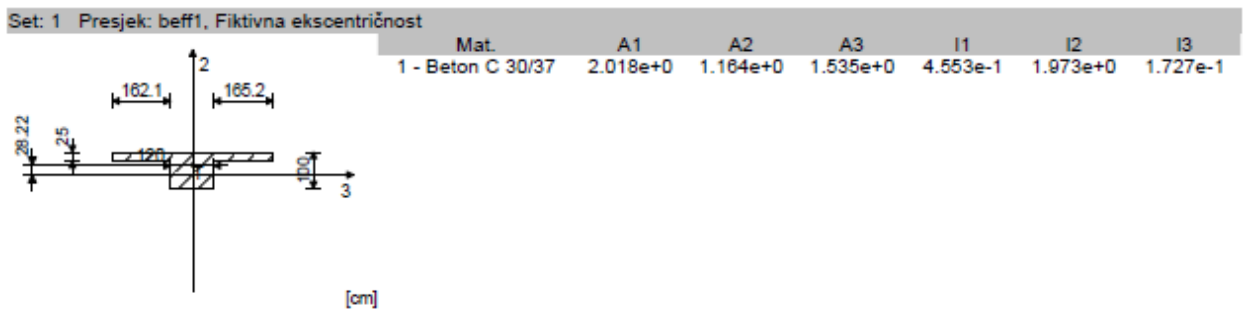 Set: 1 Presjek: beff1, Fiktivna ekscentričnost
Mat. A1 A2 A3 I1 I2 I3
1 - Beton C 30/37 2.018e+0 1.164e+0 1.535e+0 4.553e-1 1.973e+0 1.727e-1
2
162.1 165.2
28.22
25
120
T
100
3
[cm]